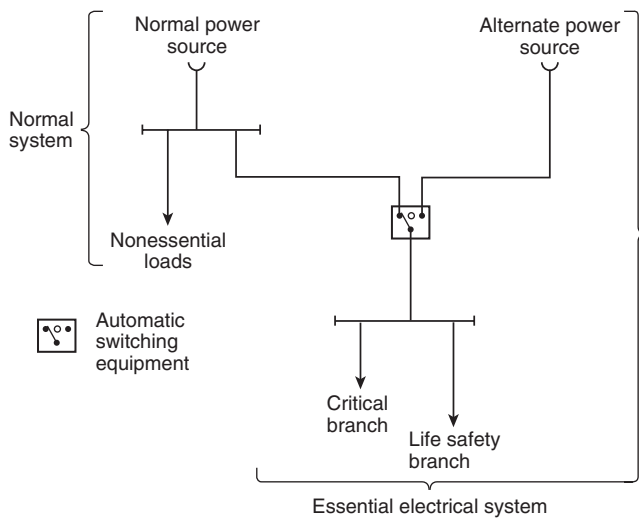 Normal power
source
Alternate power
source
Normal
system
Nonessential
loads
Automatic
switching
equipment
Critical
branch
Life safety
branch
Essential electrical system